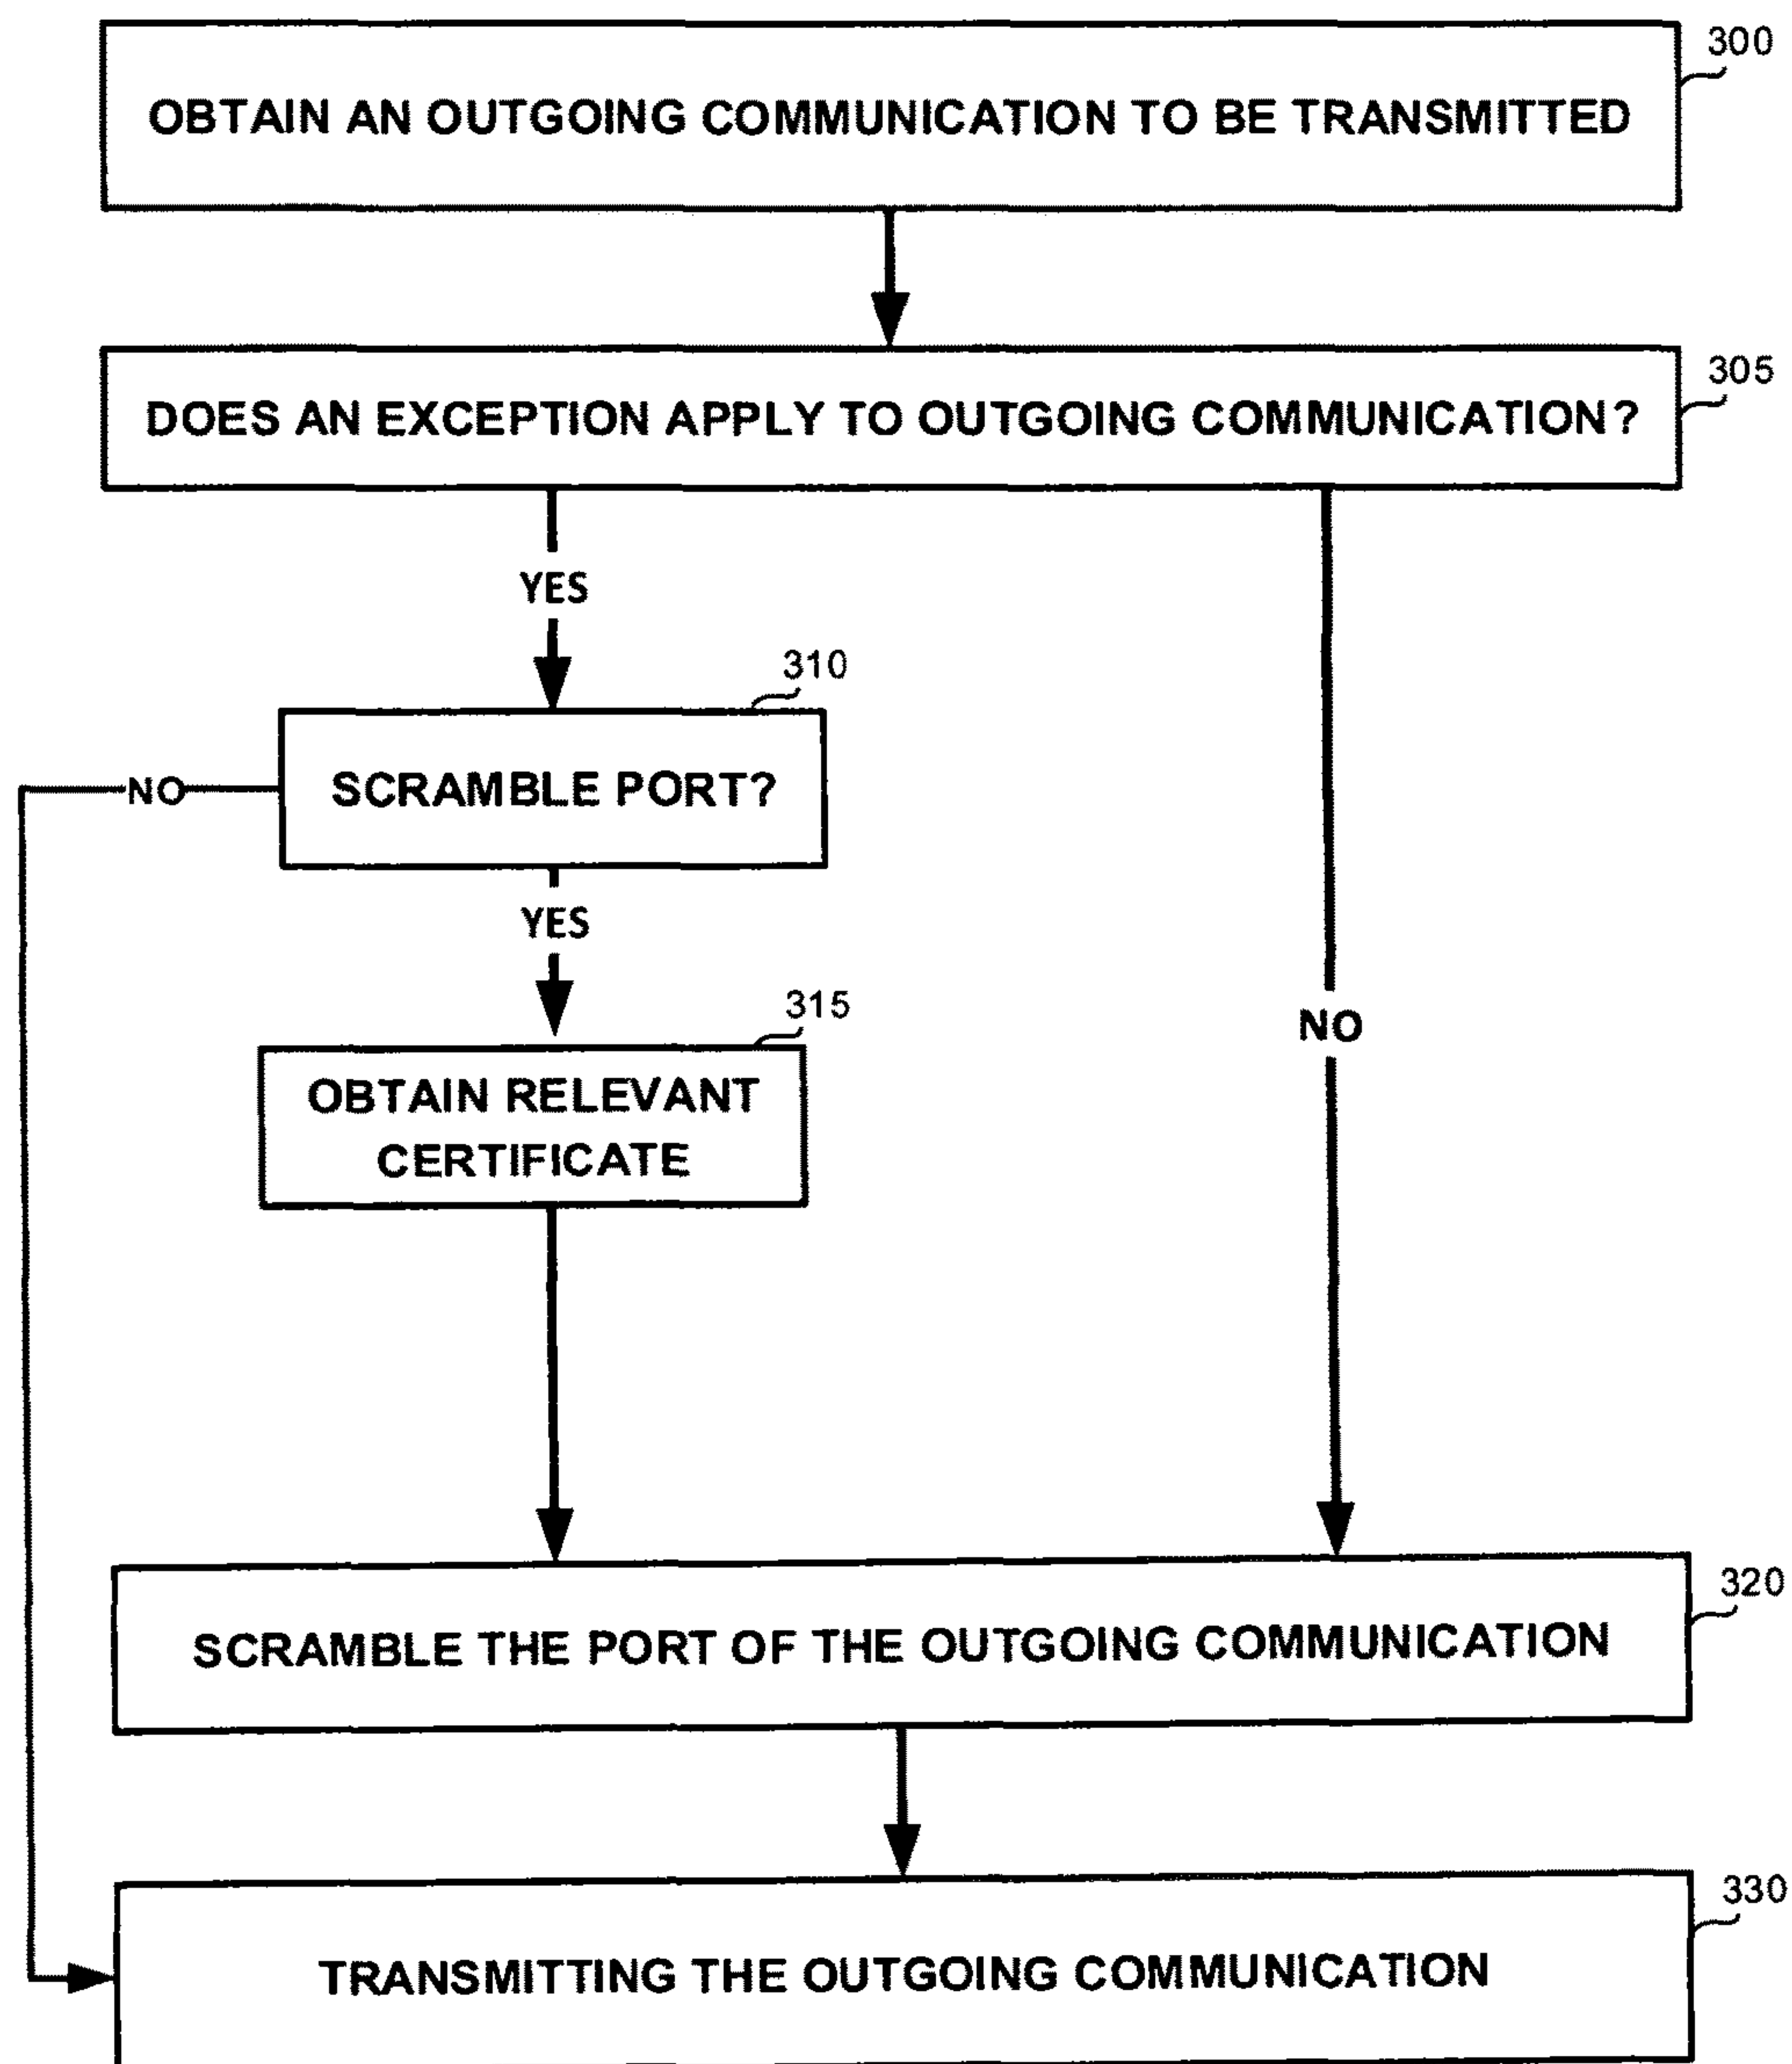 300
OBTAIN AN OUTGOING COMMUNICATION TO BE TRANSMITTED
305
DOES AN EXCEPTION APPLY TO OUTGOING COMMUNICATION?
YES
310
NO
SCRAMBLE PORT?
YES
315
OBTAIN RELEVANT
CERTIFICATE
NO
320
SCRAMBLE THE PORT OF THE OUTGOING COMMUNICATION
330
TRANSMITTING THE OUTGOING COMMUNICATION